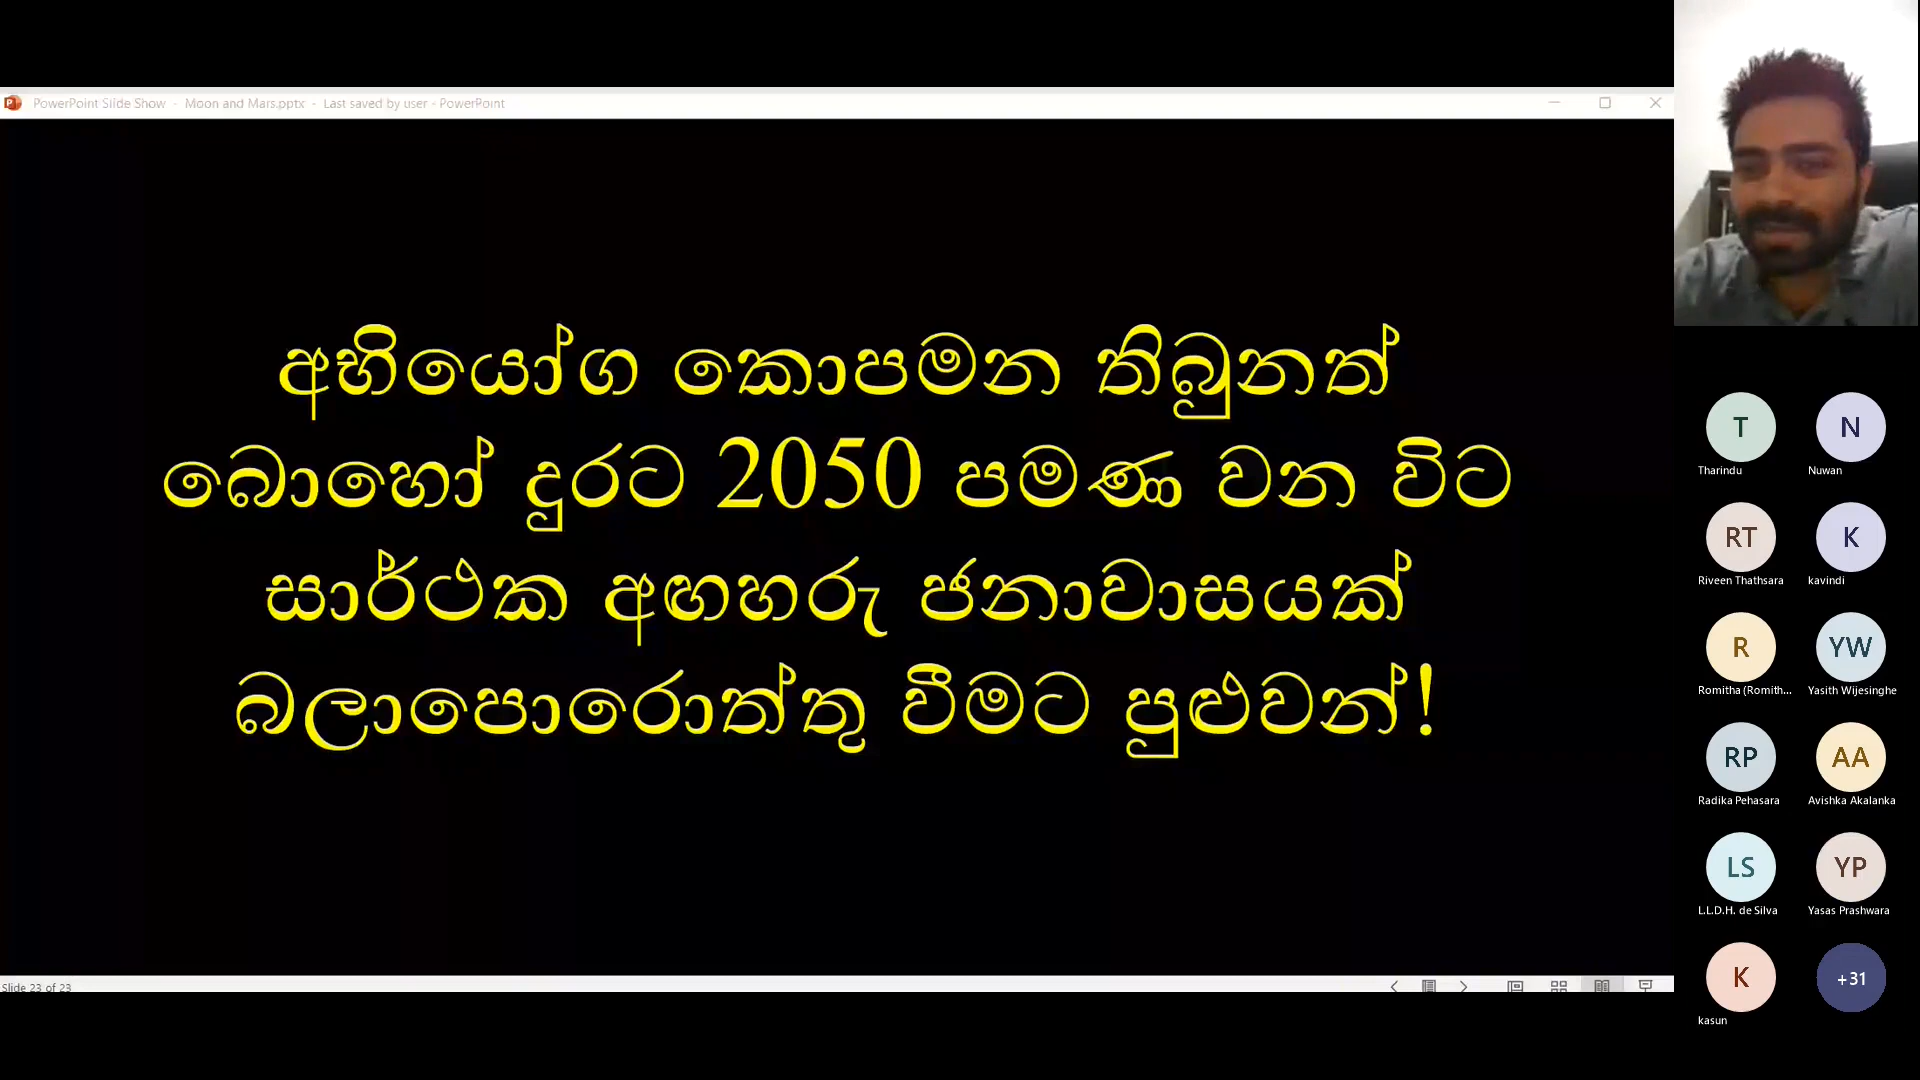 PowerPoint Slide Show - Moon and Mars.pptx - Last saved by user - PowerPoint
අභියෝග කොපමන තිබුනත්
බොහෝ දුරට 2050 පමණ වන විට
සාර්ථක අඟහරු ජනාවාසයක්
බලාපොරොත්තු වීමට පුළුවන්!
Slide 23 of 23
T N
Tharindu Nuwan
RT K
Riveen Thathsara kavindi
R YW
Romitha (Romith... Yasith Wijesinghe
RP AA
Radika Pehasara Avishka Akalanka
LS YP
L.L.D.H. de Silva Yasas Prashwara
K +31
kasun